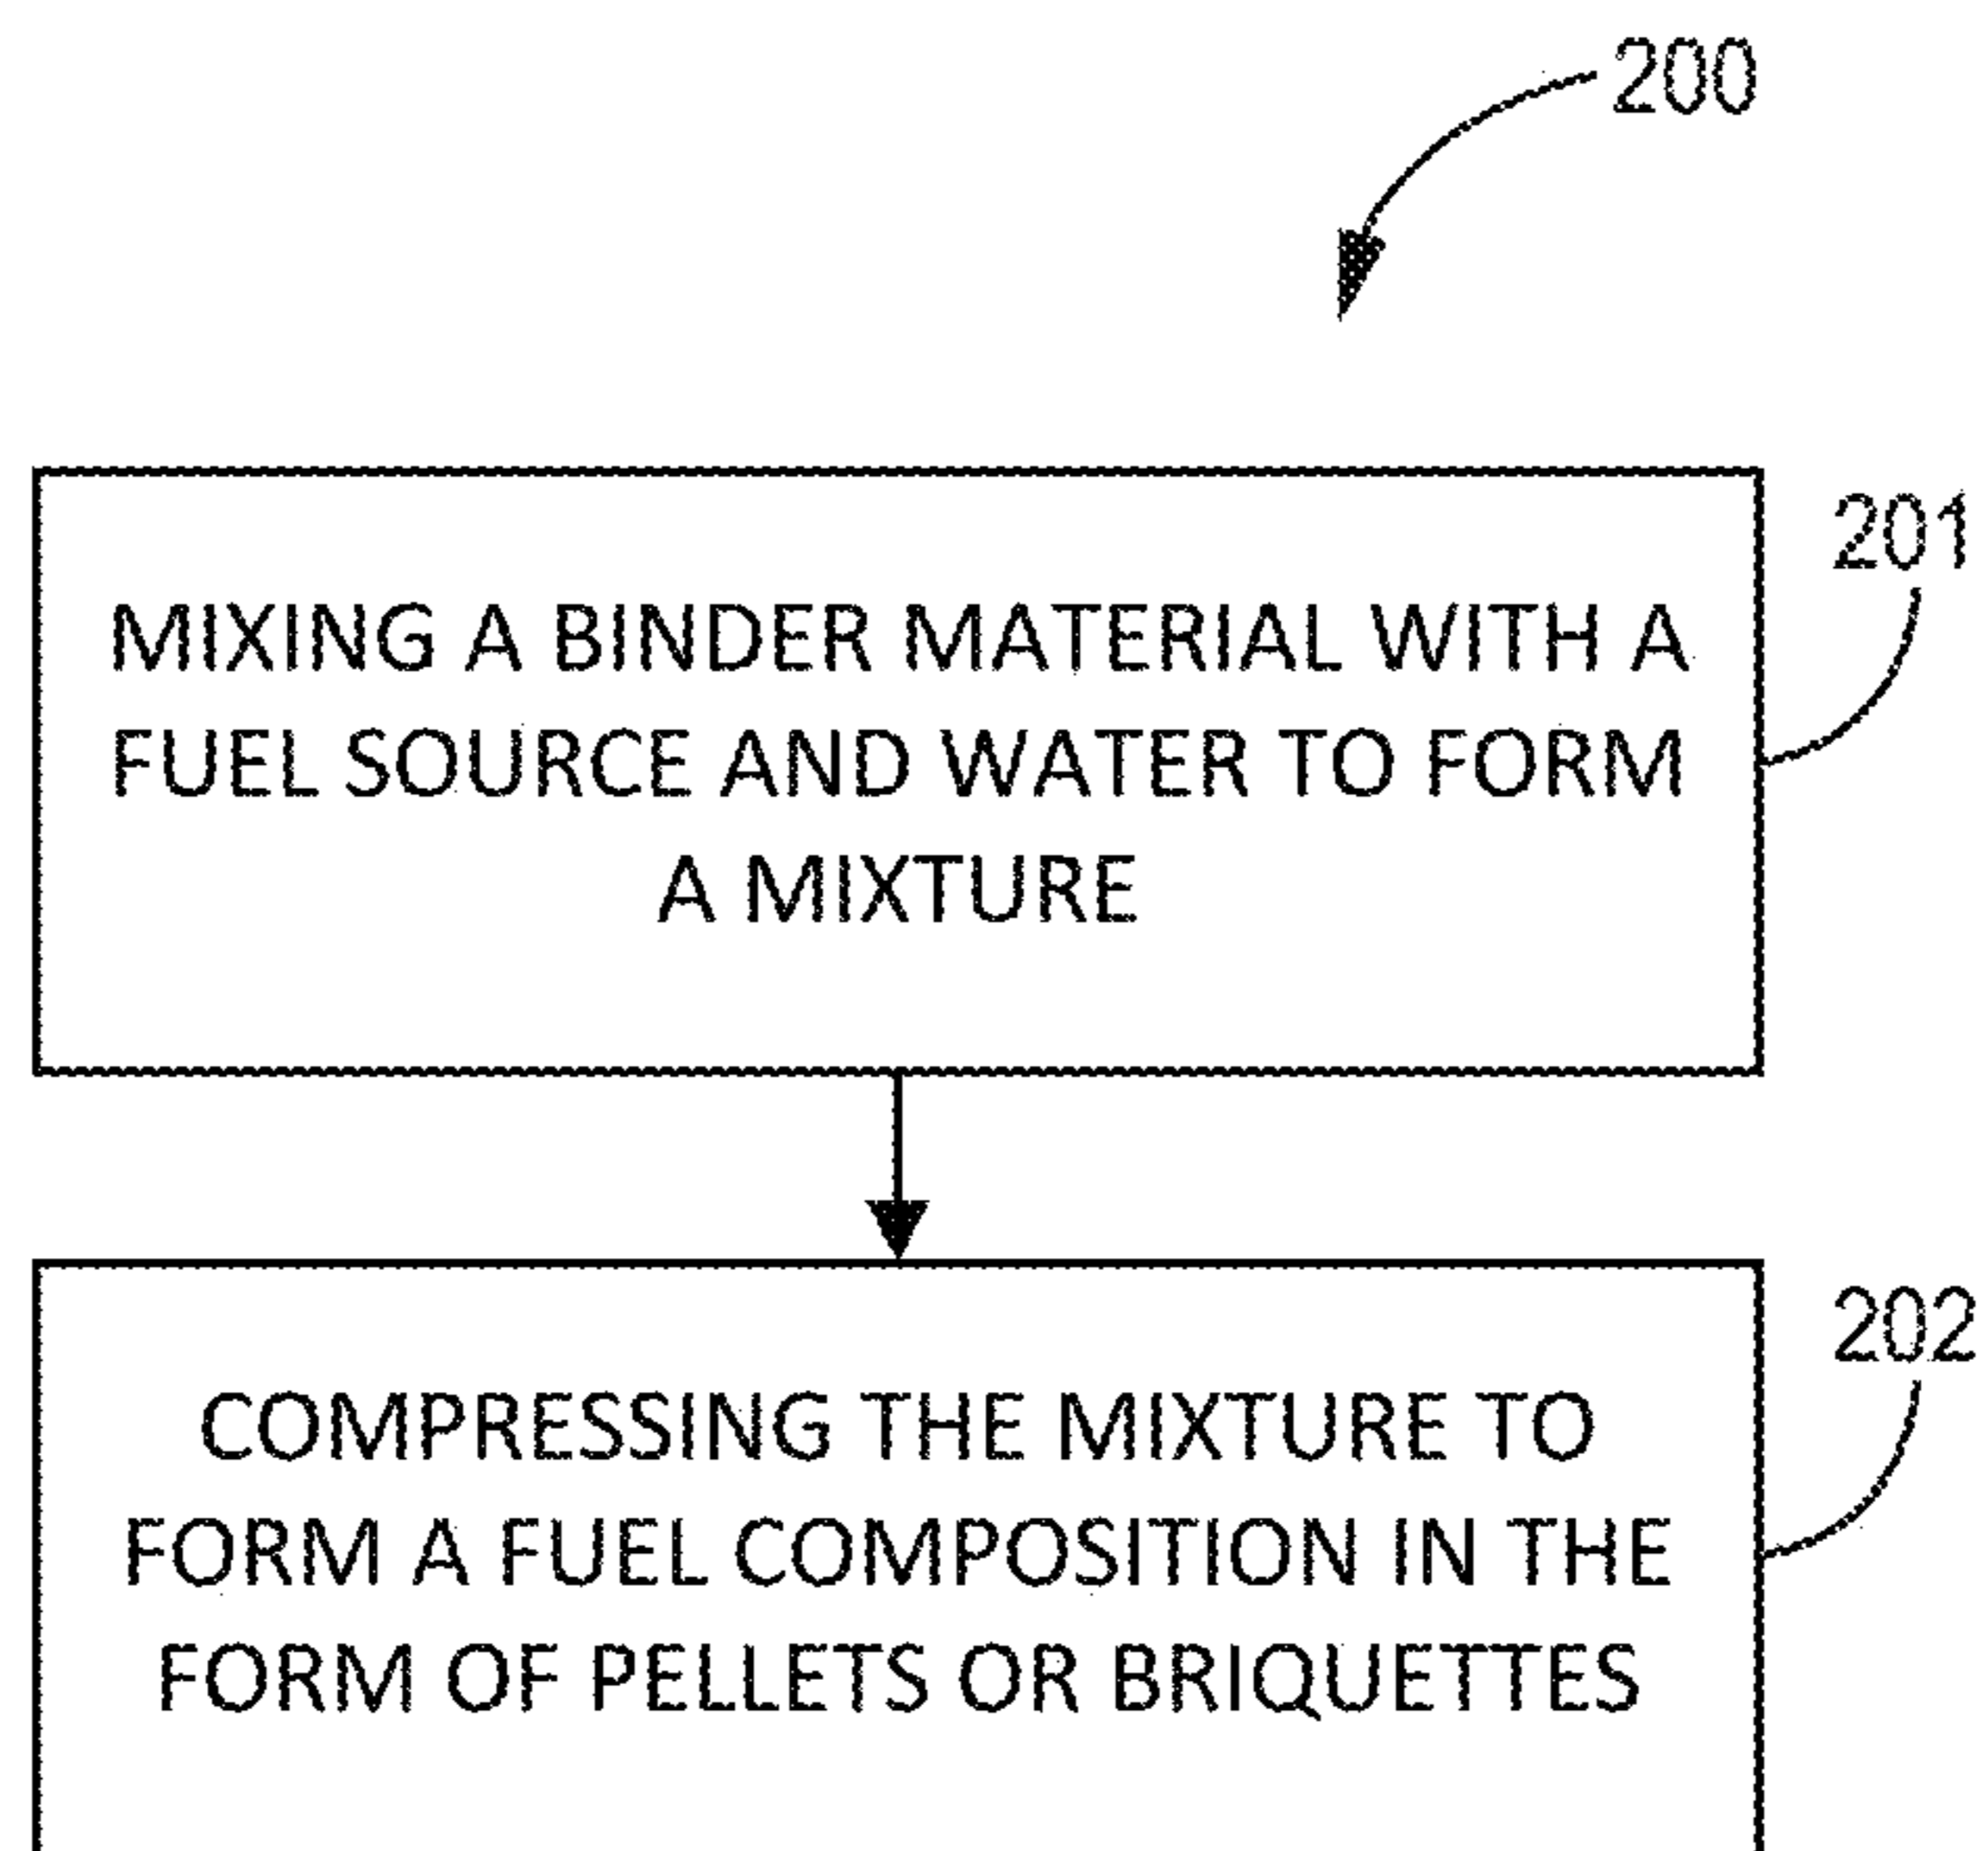 200
201
MIXING A BINDER MATERIAL WITH A
FUEL SOURCE AND WATER TO FORM
A MIXTURE
202
COMPRESSING THE MIXTURE TO
FORM A FUEL COMPOSITION IN THE
FORM OF PELLETS OR BRIQUETTES